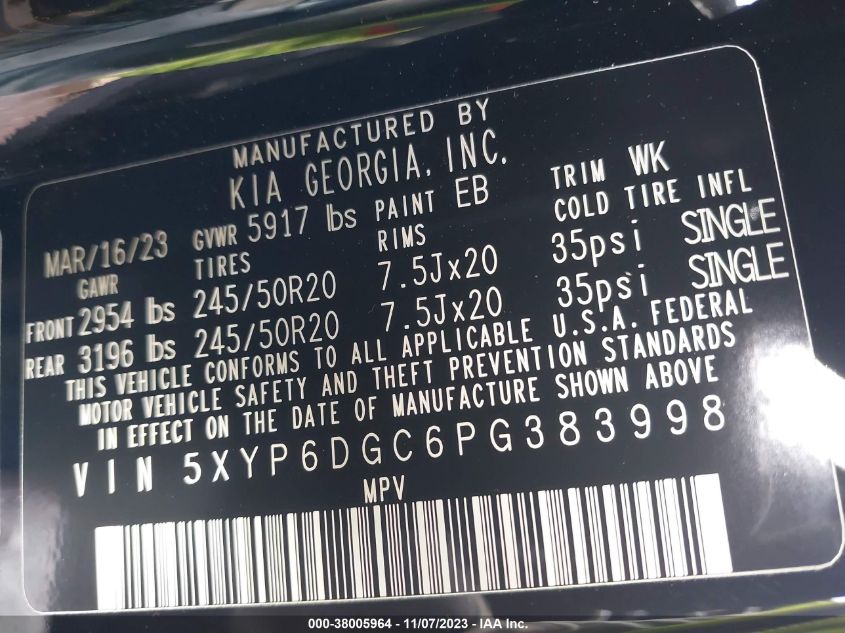 MANUFACTURED BY
KIA GEORGIA, INC.
MAR/16/23 GVWR 5917 lbs PAINT EB TRIM WK
GAWR TIRES RIMS COLD TIRE INFL
FRONT 2954 lbs 245/50R20 7.5Jx20 35psi SINGLE
REAR 3196 lbs 245/50R20 7.5Jx20 35psi SINGLE
THIS VEHICLE CONFORMS TO ALL APPLICABLE U.S.A. FEDERAL
MOTOR VEHICLE SAFETY AND THEFT PREVENTION STANDARDS
IN EFFECT ON THE DATE OF MANUFACTURE SHOWN ABOVE
VIN 5XYP6DGC6PG383998
MPV
000-38005964 - 11/07/2023 - IAA Inc.